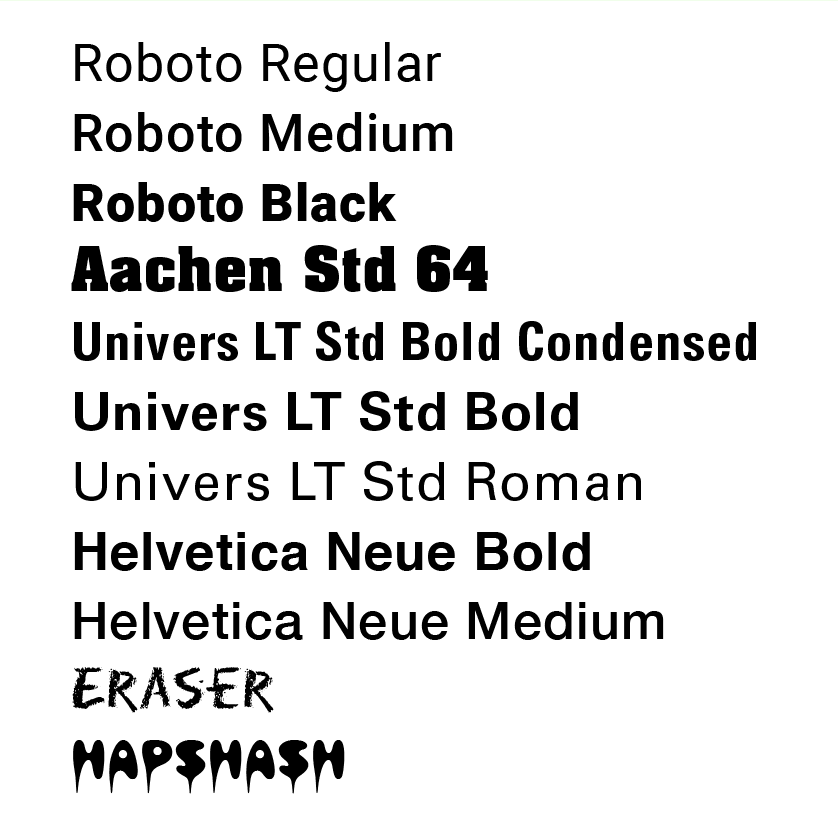 Roboto Regular
Roboto Medium
Roboto Black
Aachen Std 64
Univers LT Std Bold Condensed
Univers LT Std Bold
Univers LT Std Roman
Helvetica Neue Bold
Helvetica Neue Medium
ERASER
HAPSHASH